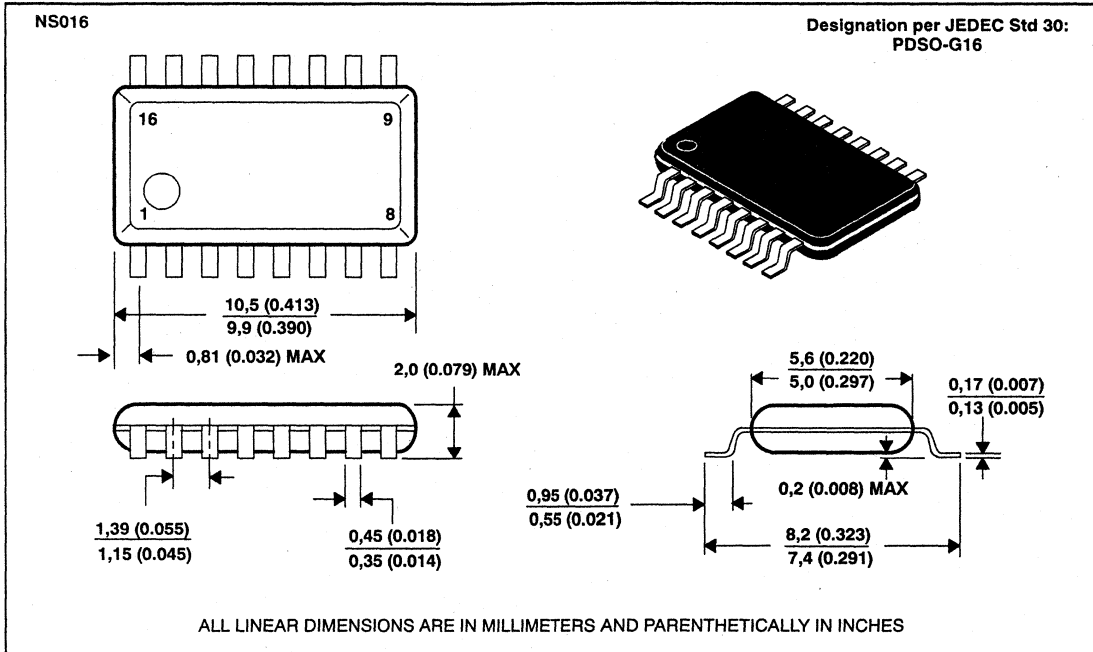 NS016
Designation per JEDEC Std 30:
PDSO-G16
16
9
1
8
10,5 (0.413)
9,9 (0.390)
0,81 (0.032) MAX
2,0 (0.079) MAX
1,39 (0.055)
1,15 (0.045)
0,45 (0.018)
0,35 (0.014)
5,6 (0.220)
5,0 (0.297)
0,17 (0.007)
0,13 (0.005)
0,2 (0.008) MAX
0,95 (0.037)
0,55 (0.021)
8,2 (0.323)
7,4 (0.291)
ALL LINEAR DIMENSIONS ARE IN MILLIMETERS AND PARENTHETICALLY IN INCHES